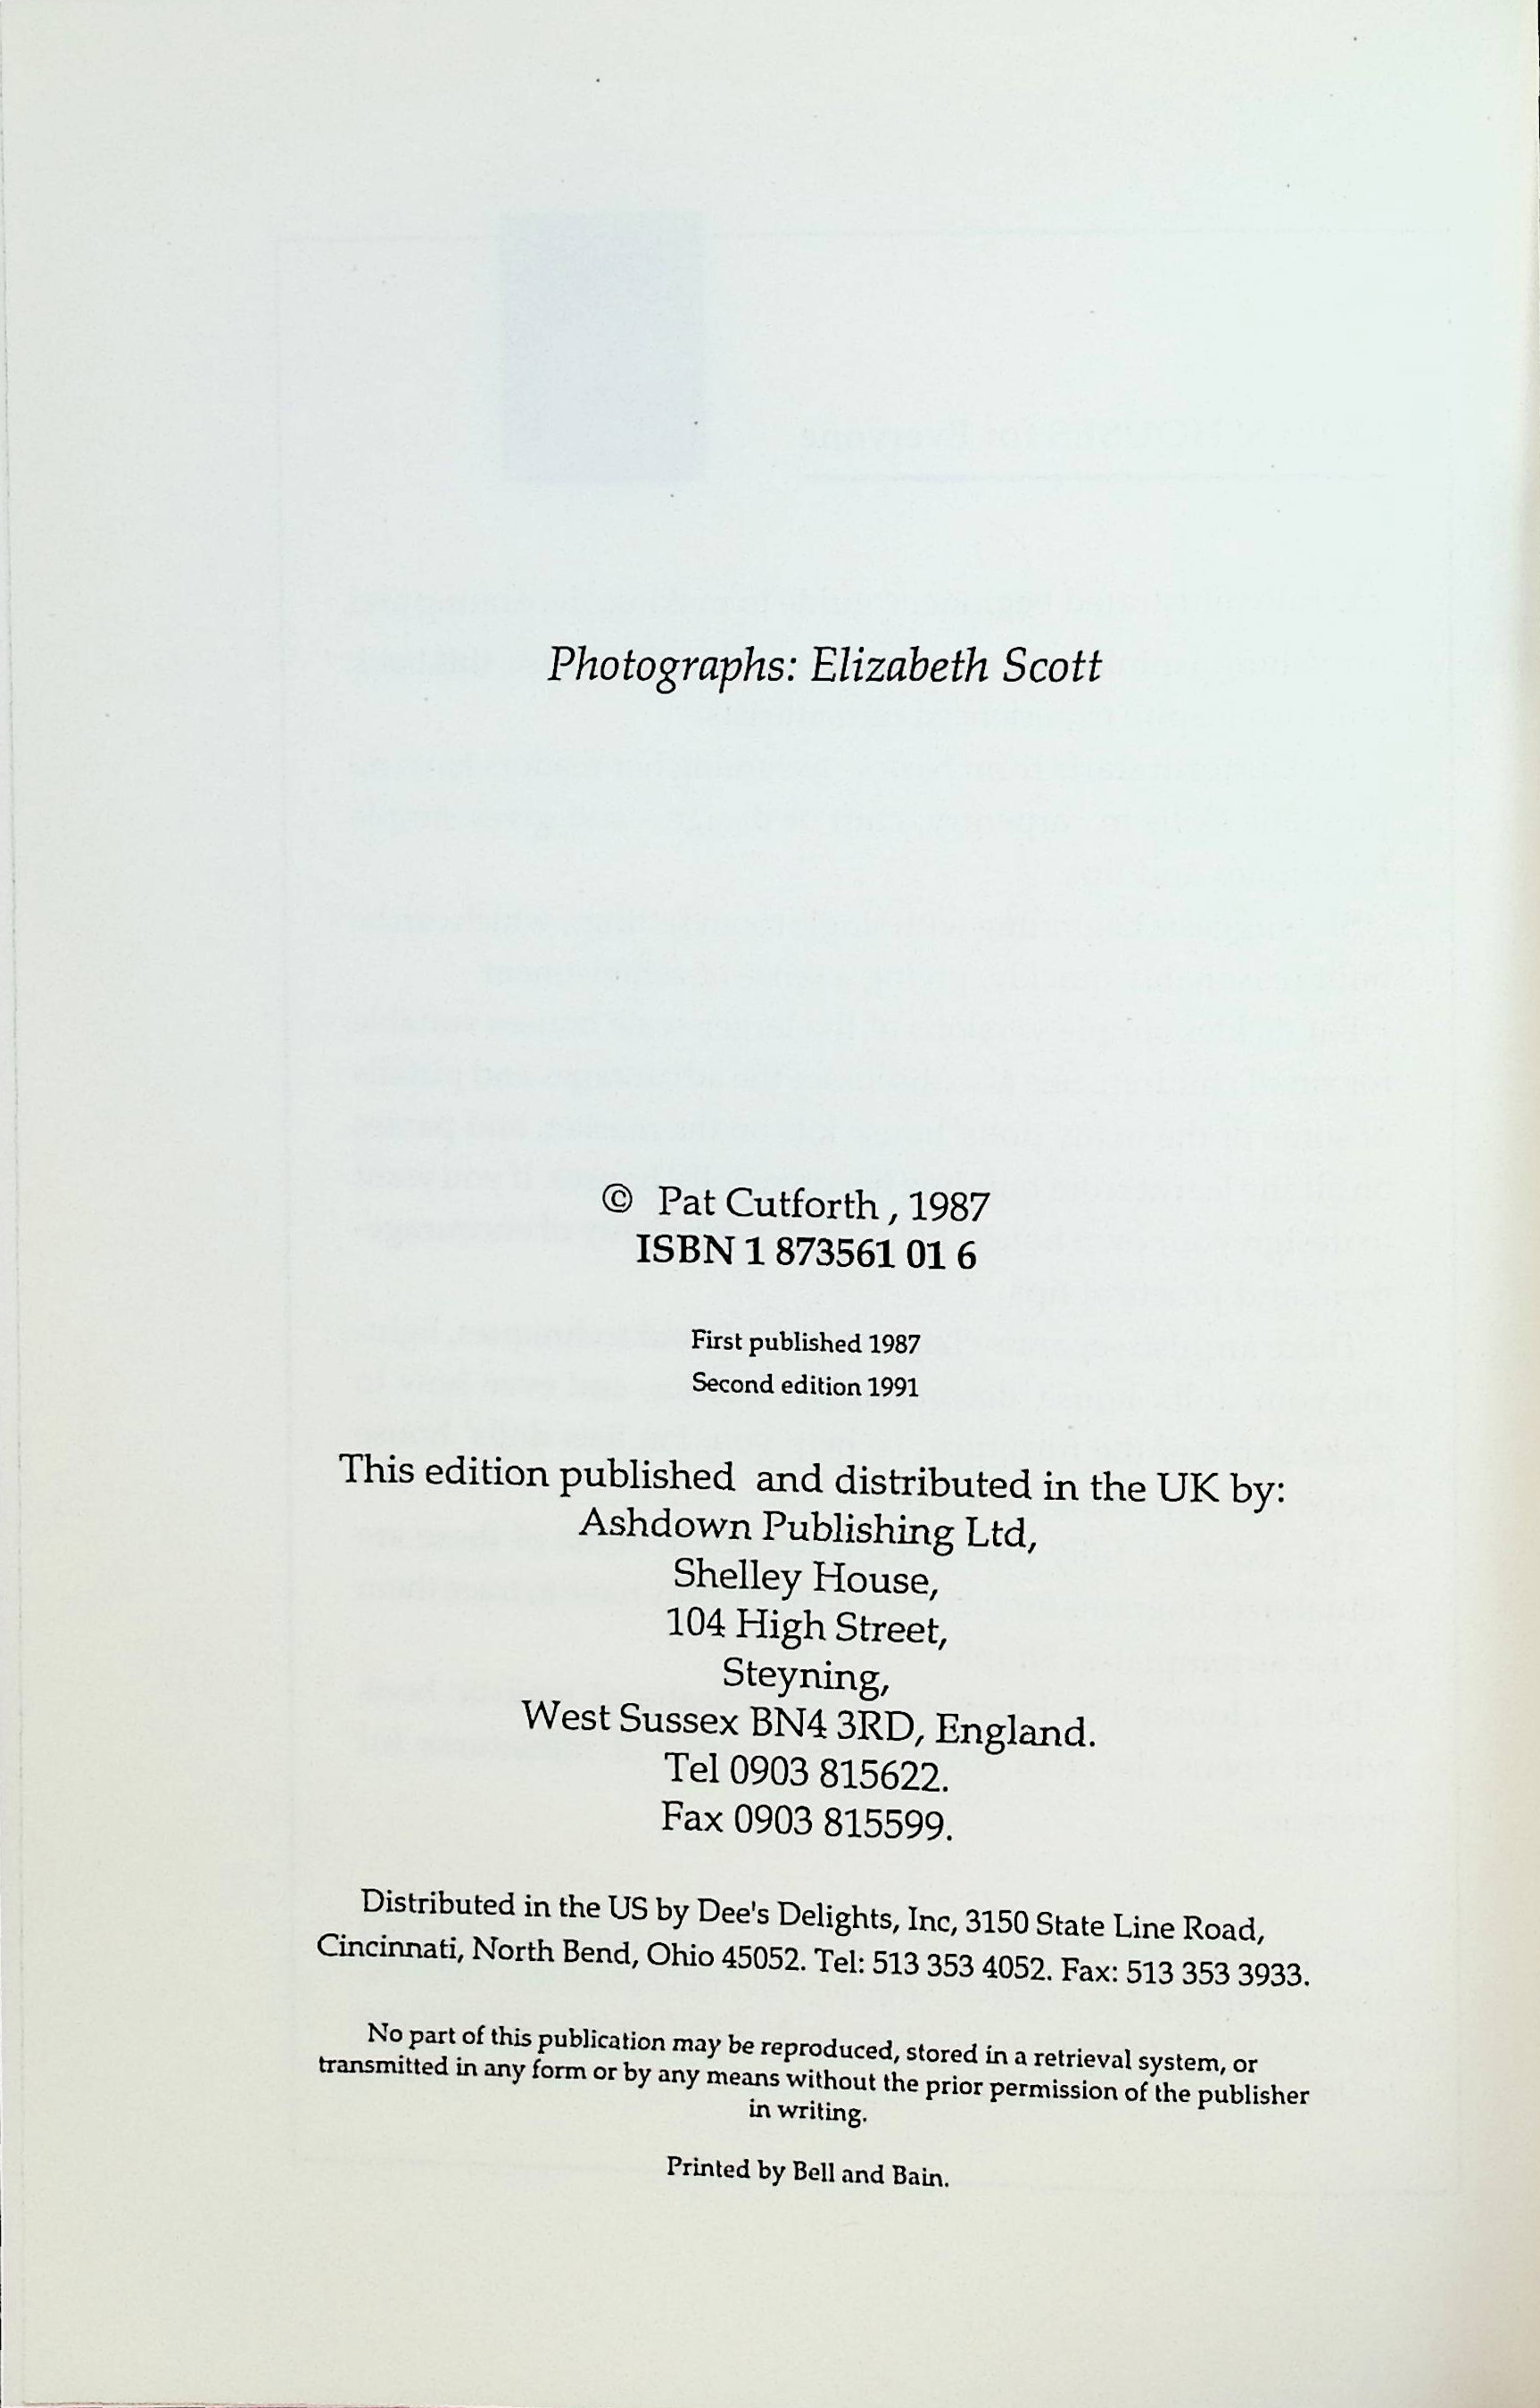 Photographs: Elizabeth Scott
© Pat Cutforth, 1987
ISBN 1 873561 01 6
First published 1987
Second edition 1991
This edition published and distributed in the UK by:
Ashdown Publishing Ltd,
Shelley House,
104 High Street,
Steyning,
West Sussex BN4 3RD, England.
Tel 0903 815622.
Fax 0903 815599.
Distributed in the US by Dee's Delights, Inc, 3150 State Line Road,
Cincinnati, North Bend, Ohio 45052. Tel: 513 353 4052. Fax: 513 353 3933.
No part of this publication may be reproduced, stored in a retrieval system, or
transmitted in any form or by any means without the prior permission of the publisher
in writing.
Printed by Bell and Bain.